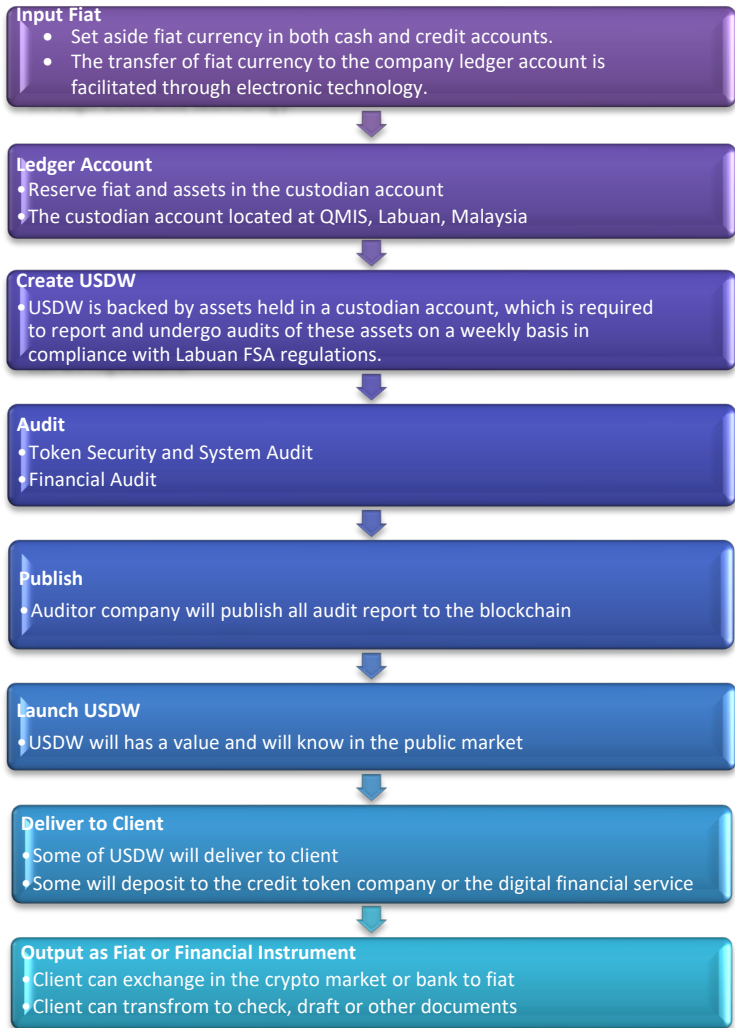 Input Fiat
• Set aside fiat currency in both cash and credit accounts.
• The transfer of fiat currency to the company ledger account is
facilitated through electronic technology.
Ledger Account
• Reserve fiat and assets in the custodian account
• The custodian account located at QMIS, Labuan, Malaysia
Create USDW
• USDW is backed by assets held in a custodian account, which is required
to report and undergo audits of these assets on a weekly basis in
compliance with Labuan FSA regulations.
Audit
• Token Security and System Audit
• Financial Audit
Publish
• Auditor company will publish all audit report to the blockchain
Launch USDW
• USDW will has a value and will know in the public market
Deliver to Client
• Some of USDW will deliver to client
• Some will deposit to the credit token company or the digital financial service
Output as Fiat or Financial Instrument
• Client can exchange in the crypto market or bank to fiat
• Client can transfrom to check, draft or other documents